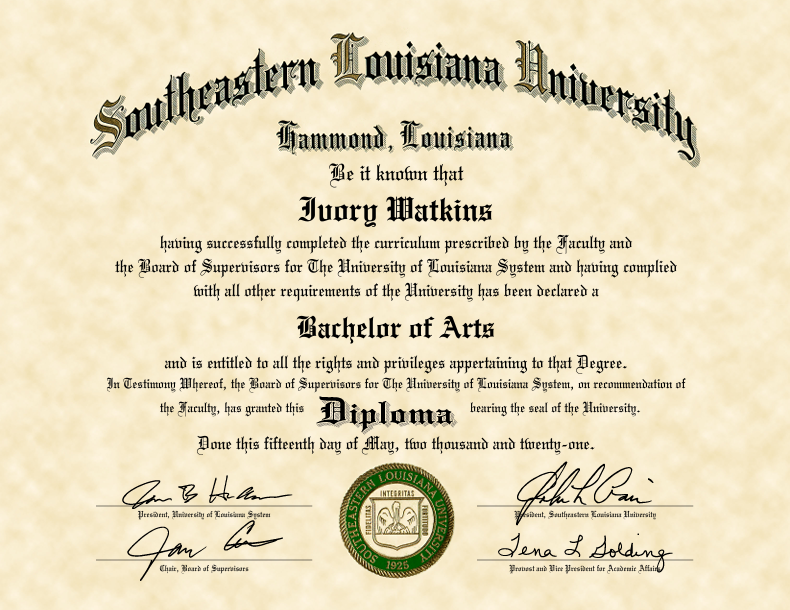 Southeastern Louisiana University
Hammond, Louisiana
Be it known that
Ivory Watkins
having successfully completed the curriculum prescribed by the Faculty and
the Board of Supervisors for The University of Louisiana System and having complied
with all other requirements of the University has been declared a
Bachelor of Arts
and is entitled to all the rights and privileges appertaining to that Degree.
In Testimony Whereof, the Board of Supervisors for The University of Louisiana System, on recommendation of
the Faculty, has granted this Diploma bearing the seal of the University.
Done this fifteenth day of May, two thousand and twenty-one.
President, University of Louisiana System
President, Southeastern Louisiana University
Tena L Golding
Chair, Board of Supervisors
Provost and Vice President for Academic Affairs
SOUTHEASTERN LOUISIANA UNIVERSITY
INTEGRITAS
FIDELITAS
1925